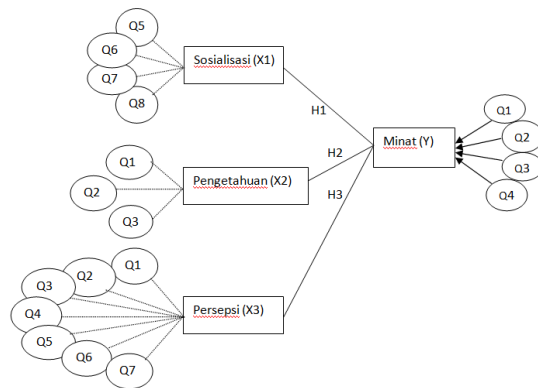 Q5
Q6
Q7
Q8
Sosialisasi (X1)
H1
Q1
Q2
Q3
Pengetahuan (X2)
H2
H3
Minat (Y)
Q1
Q2
Q3
Q4
Q1
Q2
Q3
Q4
Q5
Q6
Q7
Persepsi (X3)